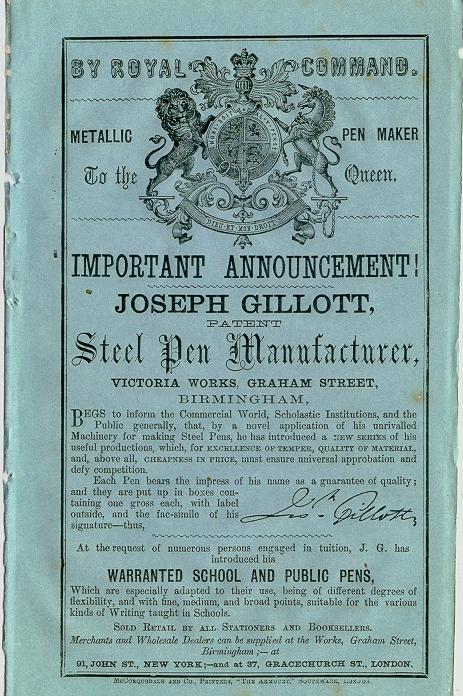 BY ROYAL COMMAND.
METALLIC PEN MAKER
To the Queen.
HONI SOIT QUI MAL Y PENSE
DIEU ET MON DROIT
IMPORTANT ANNOUNCEMENT!
JOSEPH GILLOTT,
PATENT
Steel Pen Manufacturer,
VICTORIA WORKS, GRAHAM STREET,
BIRMINGHAM,
BEGS to inform the Commercial World, Scholastic Institutions, and the
Public generally, that, by a novel application of his unrivalled
Machinery for making Steel Pens, he has introduced a NEW SERIES of his
useful productions, which, for EXCELLENCE OF TEMPER, QUALITY OF MATERIAL,
and, above all, CHEAPNESS IN PRICE, must ensure universal approbation and
defy competition.
Each Pen bears the impress of his name as a guarantee of quality;
and they are put up in boxes con-
taining one gross each, with label
outside, and the fac-simile of his
signature—thus,
Joseph Gillott
At the request of numerous persons engaged in tuition, J. G. has
introduced his
WARRANTED SCHOOL AND PUBLIC PENS,
Which are especially adapted to their use, being of different degrees of
flexibility, and with fine, medium, and broad points, suitable for the various
kinds of Writing taught in Schools.
SOLD RETAIL BY ALL STATIONERS AND BOOKSELLERS.
Merchants and Wholesale Dealers can be supplied at the Works, Graham Street,
Birmingham;—at
91, JOHN ST., NEW YORK;—and at 37, GRACECHURCH ST., LONDON.
MCCORQUODALE AND CO., PRINTERS, "THE ARMOURY," SOUTHWARK, LONDON.